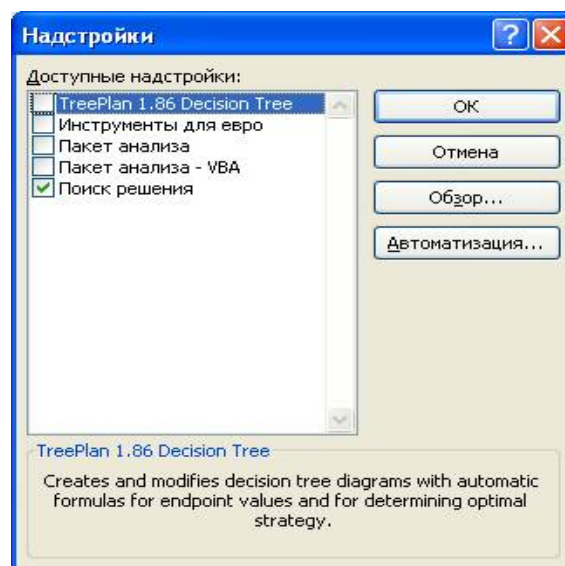 Надстройки
Доступные надстройки:
TreePlan 1.86 Decision Tree
Инструменты для евро
Пакет анализа
Пакет анализа - VBA
Поиск решения
ОК
Отмена
Обзор...
Автоматизация...
TreePlan 1.86 Decision Tree
Creates and modifies decision tree diagrams with automatic
formulas for endpoint values and for determining optimal
strategy.